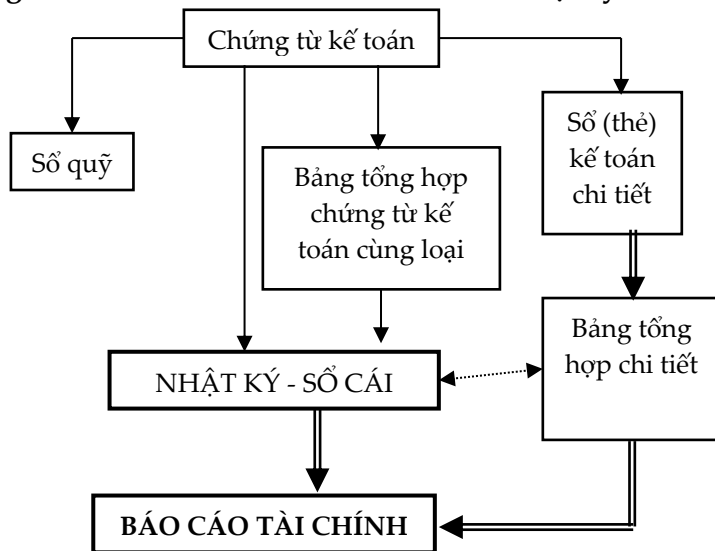 Chứng từ kế toán
Sổ quỹ
Bảng tổng hợp
chứng từ kế
toán cùng loại
Sổ (thẻ)
kế toán
chi tiết
Bảng tổng
hợp chi tiết
NHẬT KÝ - SỔ CÁI
BÁO CÁO TÀI CHÍNH